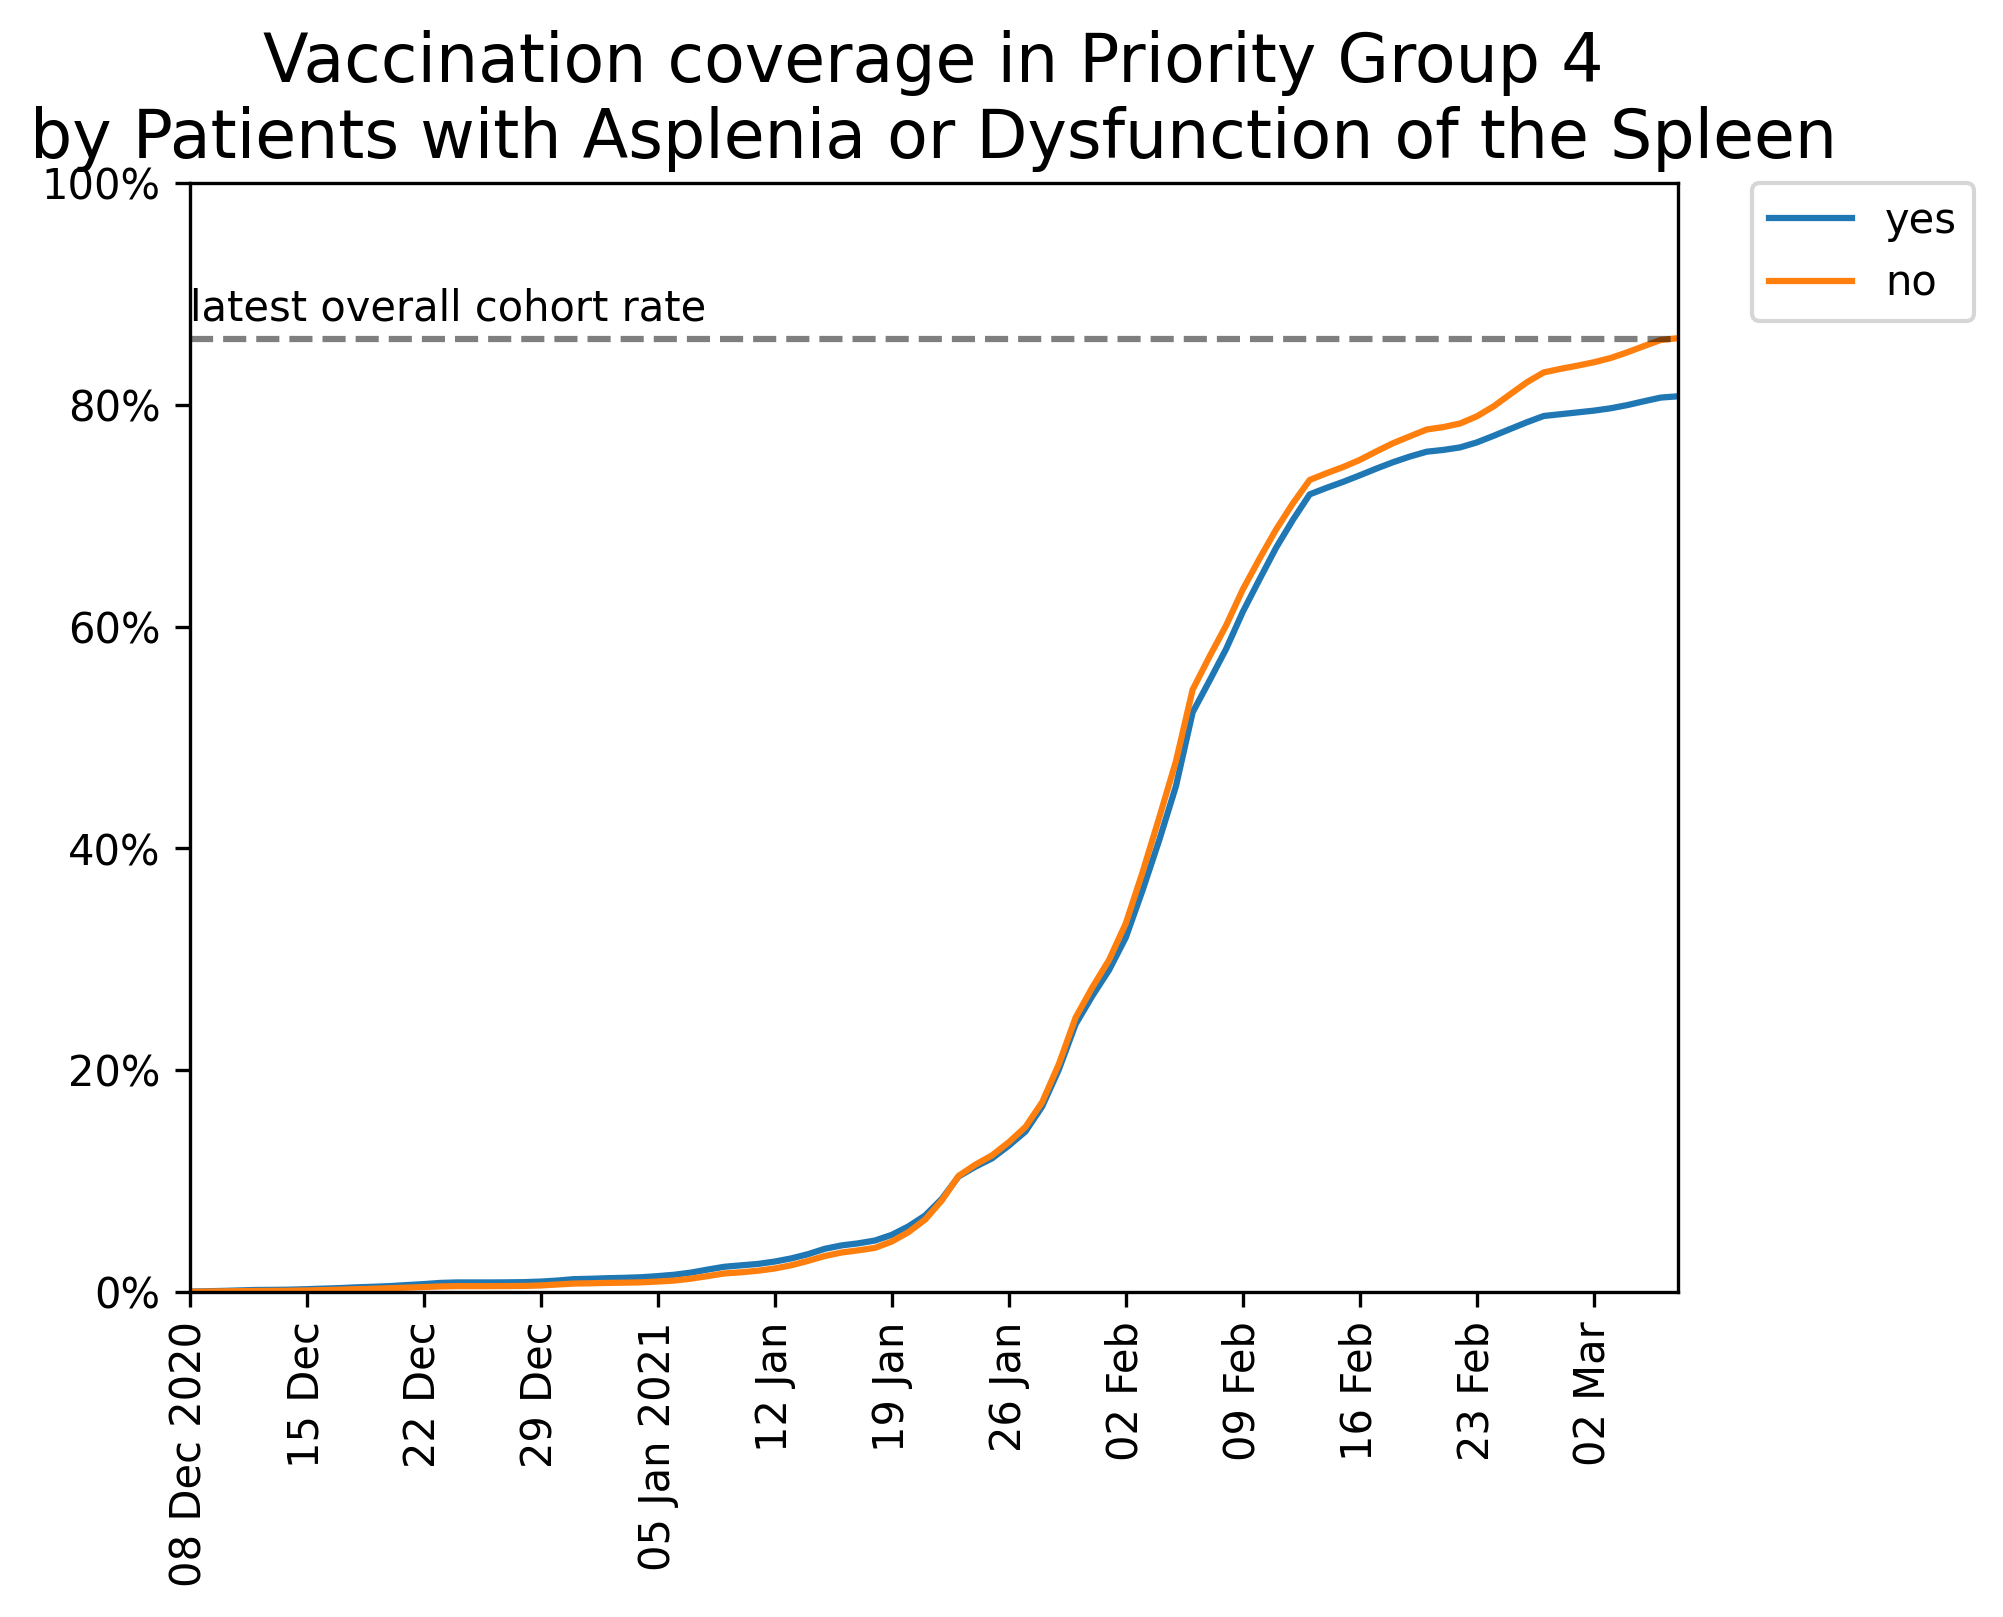 Vaccination coverage in Priority Group 4
by Patients with Asplenia or Dysfunction of the Spleen
100%
80%
60%
40%
20%
0%
latest overall cohort rate
yes
no
08 Dec 2020
15 Dec
22 Dec
29 Dec
05 Jan 2021
12 Jan
19 Jan
26 Jan
02 Feb
09 Feb
16 Feb
23 Feb
02 Mar